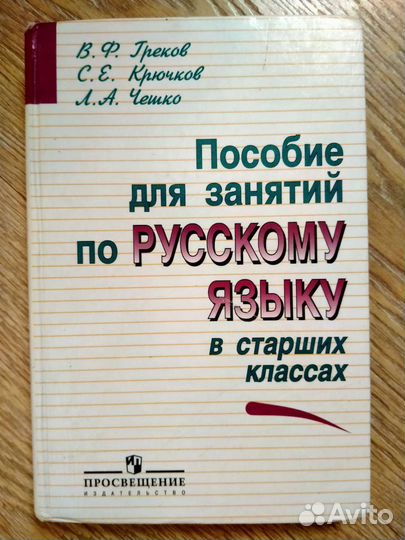 В. Ф. Греков
С. Е. Крючков
Л. А. Чешко
Пособие
для занятий
по РУССКОМУ
ЯЗЫКУ
в старших
классах
ПРОСВЕЩЕНИЕ
ИЗДАТЕЛЬСТВО
Avito